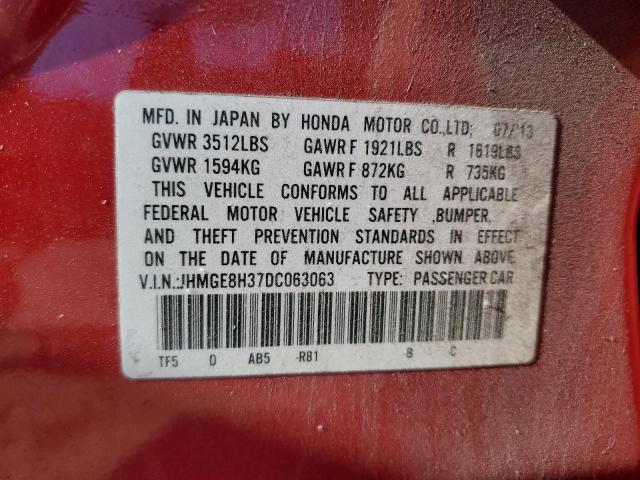 MFD. IN JAPAN BY HONDA MOTOR CO.,LTD; 07/13
GVWR 3512LBS GAWR F 1921LBS R 1619LBS
GVWR 1594KG GAWR F 872KG R 735KG
THIS VEHICLE CONFORMS TO ALL APPLICABLE
FEDERAL MOTOR VEHICLE SAFETY ,BUMPER,
AND THEFT PREVENTION STANDARDS IN EFFECT
ON THE DATE OF MANUFACTURE SHOWN ABOVE.
V.I.N.:JHMGE8H37DC063063 TYPE: PASSENGER CAR
TF5 D AB5 -R81 -B -C